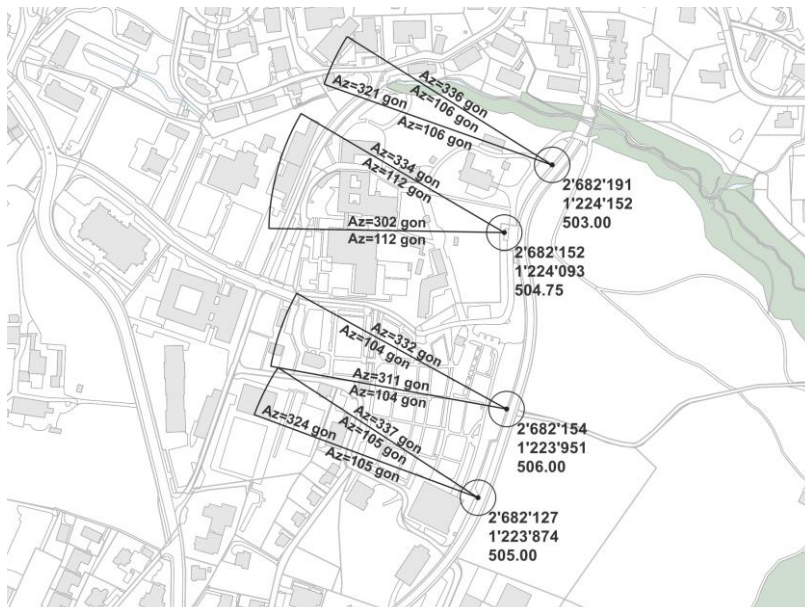 Az=336 gon
Az=106 gon
Az=321 gon
Az=106 gon
2'682'191
1'224'152
503.00
Az=334 gon
Az=112 gon
Az=302 gon
Az=112 gon
2'682'152
1'224'093
504.75
Az=332 gon
Az=104 gon
Az=311 gon
Az=104 gon
2'682'154
1'223'951
506.00
Az=337 gon
Az=105 gon
Az=324 gon
Az=105 gon
2'682'127
1'223'874
505.00